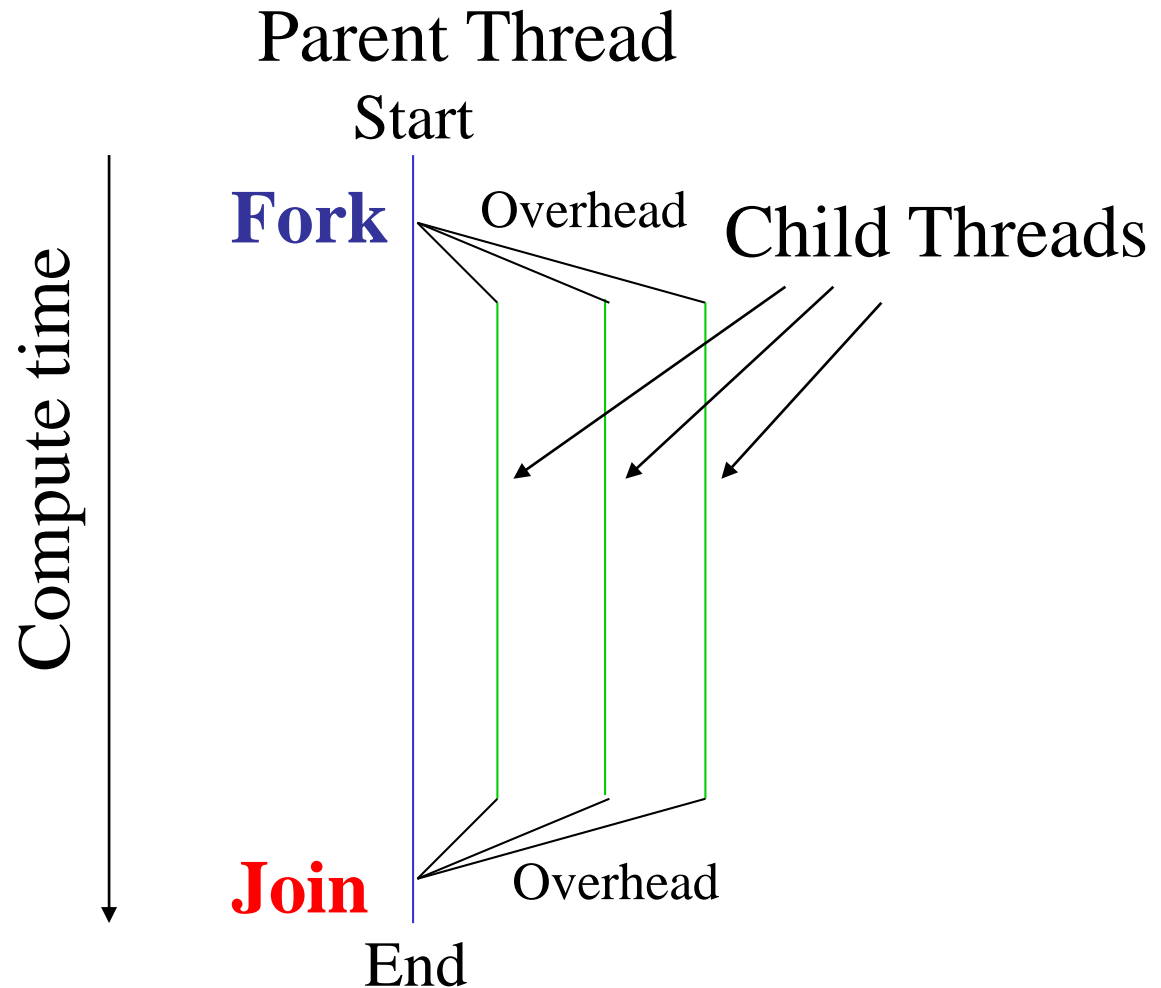 Parent Thread
Start
Fork
Overhead
Child Threads
Compute time
Join
Overhead
End